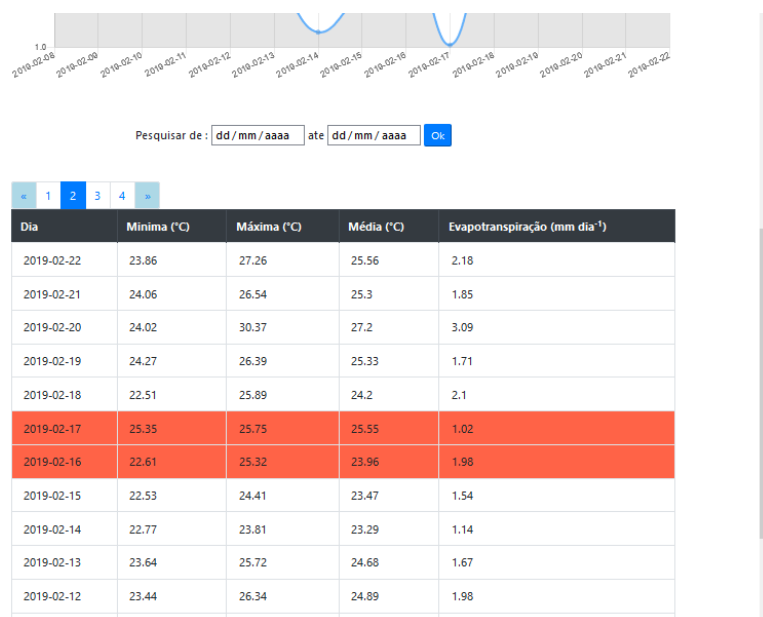 1.0
2019-02-08 2019-02-09 2019-02-10 2019-02-11 2019-02-12 2019-02-13 2019-02-14 2019-02-15 2019-02-16 2019-02-17 2019-02-18 2019-02-19 2019-02-20 2019-02-21 2019-02-22
Pesquisar de : dd/mm/aaaa ate dd/mm/aaaa Ok
« 1 2 3 4 »
Dia Mínima (°C) Máxima (°C) Média (°C) Evapotranspiração (mm dia⁻¹)
2019-02-22 23.86 27.26 25.56 2.18
2019-02-21 24.06 26.54 25.3 1.85
2019-02-20 24.02 30.37 27.2 3.09
2019-02-19 24.27 26.39 25.33 1.71
2019-02-18 22.51 25.89 24.2 2.1
2019-02-17 25.35 25.75 25.55 1.02
2019-02-16 22.61 25.32 23.96 1.98
2019-02-15 22.53 24.41 23.47 1.54
2019-02-14 22.77 23.81 23.29 1.14
2019-02-13 23.64 25.72 24.68 1.67
2019-02-12 23.44 26.34 24.89 1.98